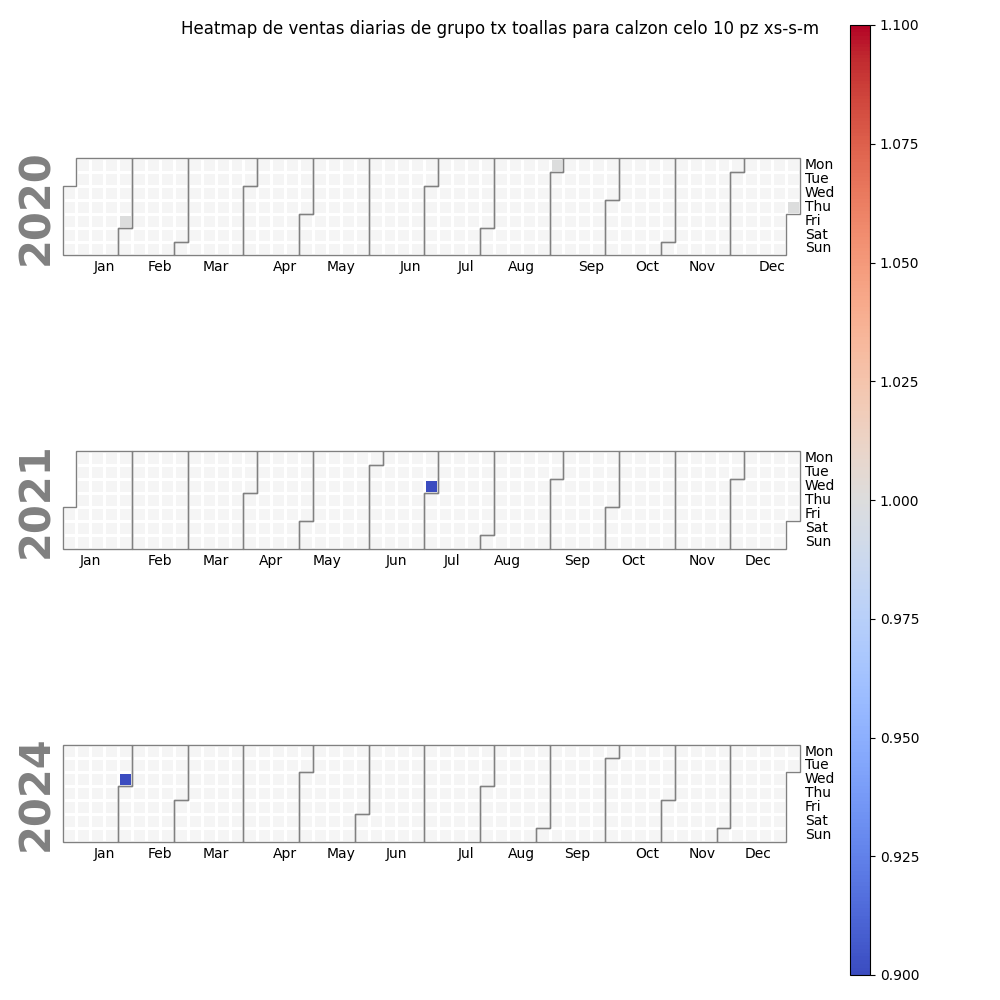 Heatmap de ventas diarias de grupo tx toallas para calzon celo 10 pz xs-s-m
2020
Mon
Tue
Wed
Thu
Fri
Sat
Sun
Jan Feb Mar Apr May Jun Jul Aug Sep Oct Nov Dec
2021
Mon
Tue
Wed
Thu
Fri
Sat
Sun
Jan Feb Mar Apr May Jun Jul Aug Sep Oct Nov Dec
2024
Mon
Tue
Wed
Thu
Fri
Sat
Sun
Jan Feb Mar Apr May Jun Jul Aug Sep Oct Nov Dec
1.100
1.075
1.050
1.025
1.000
0.975
0.950
0.925
0.900